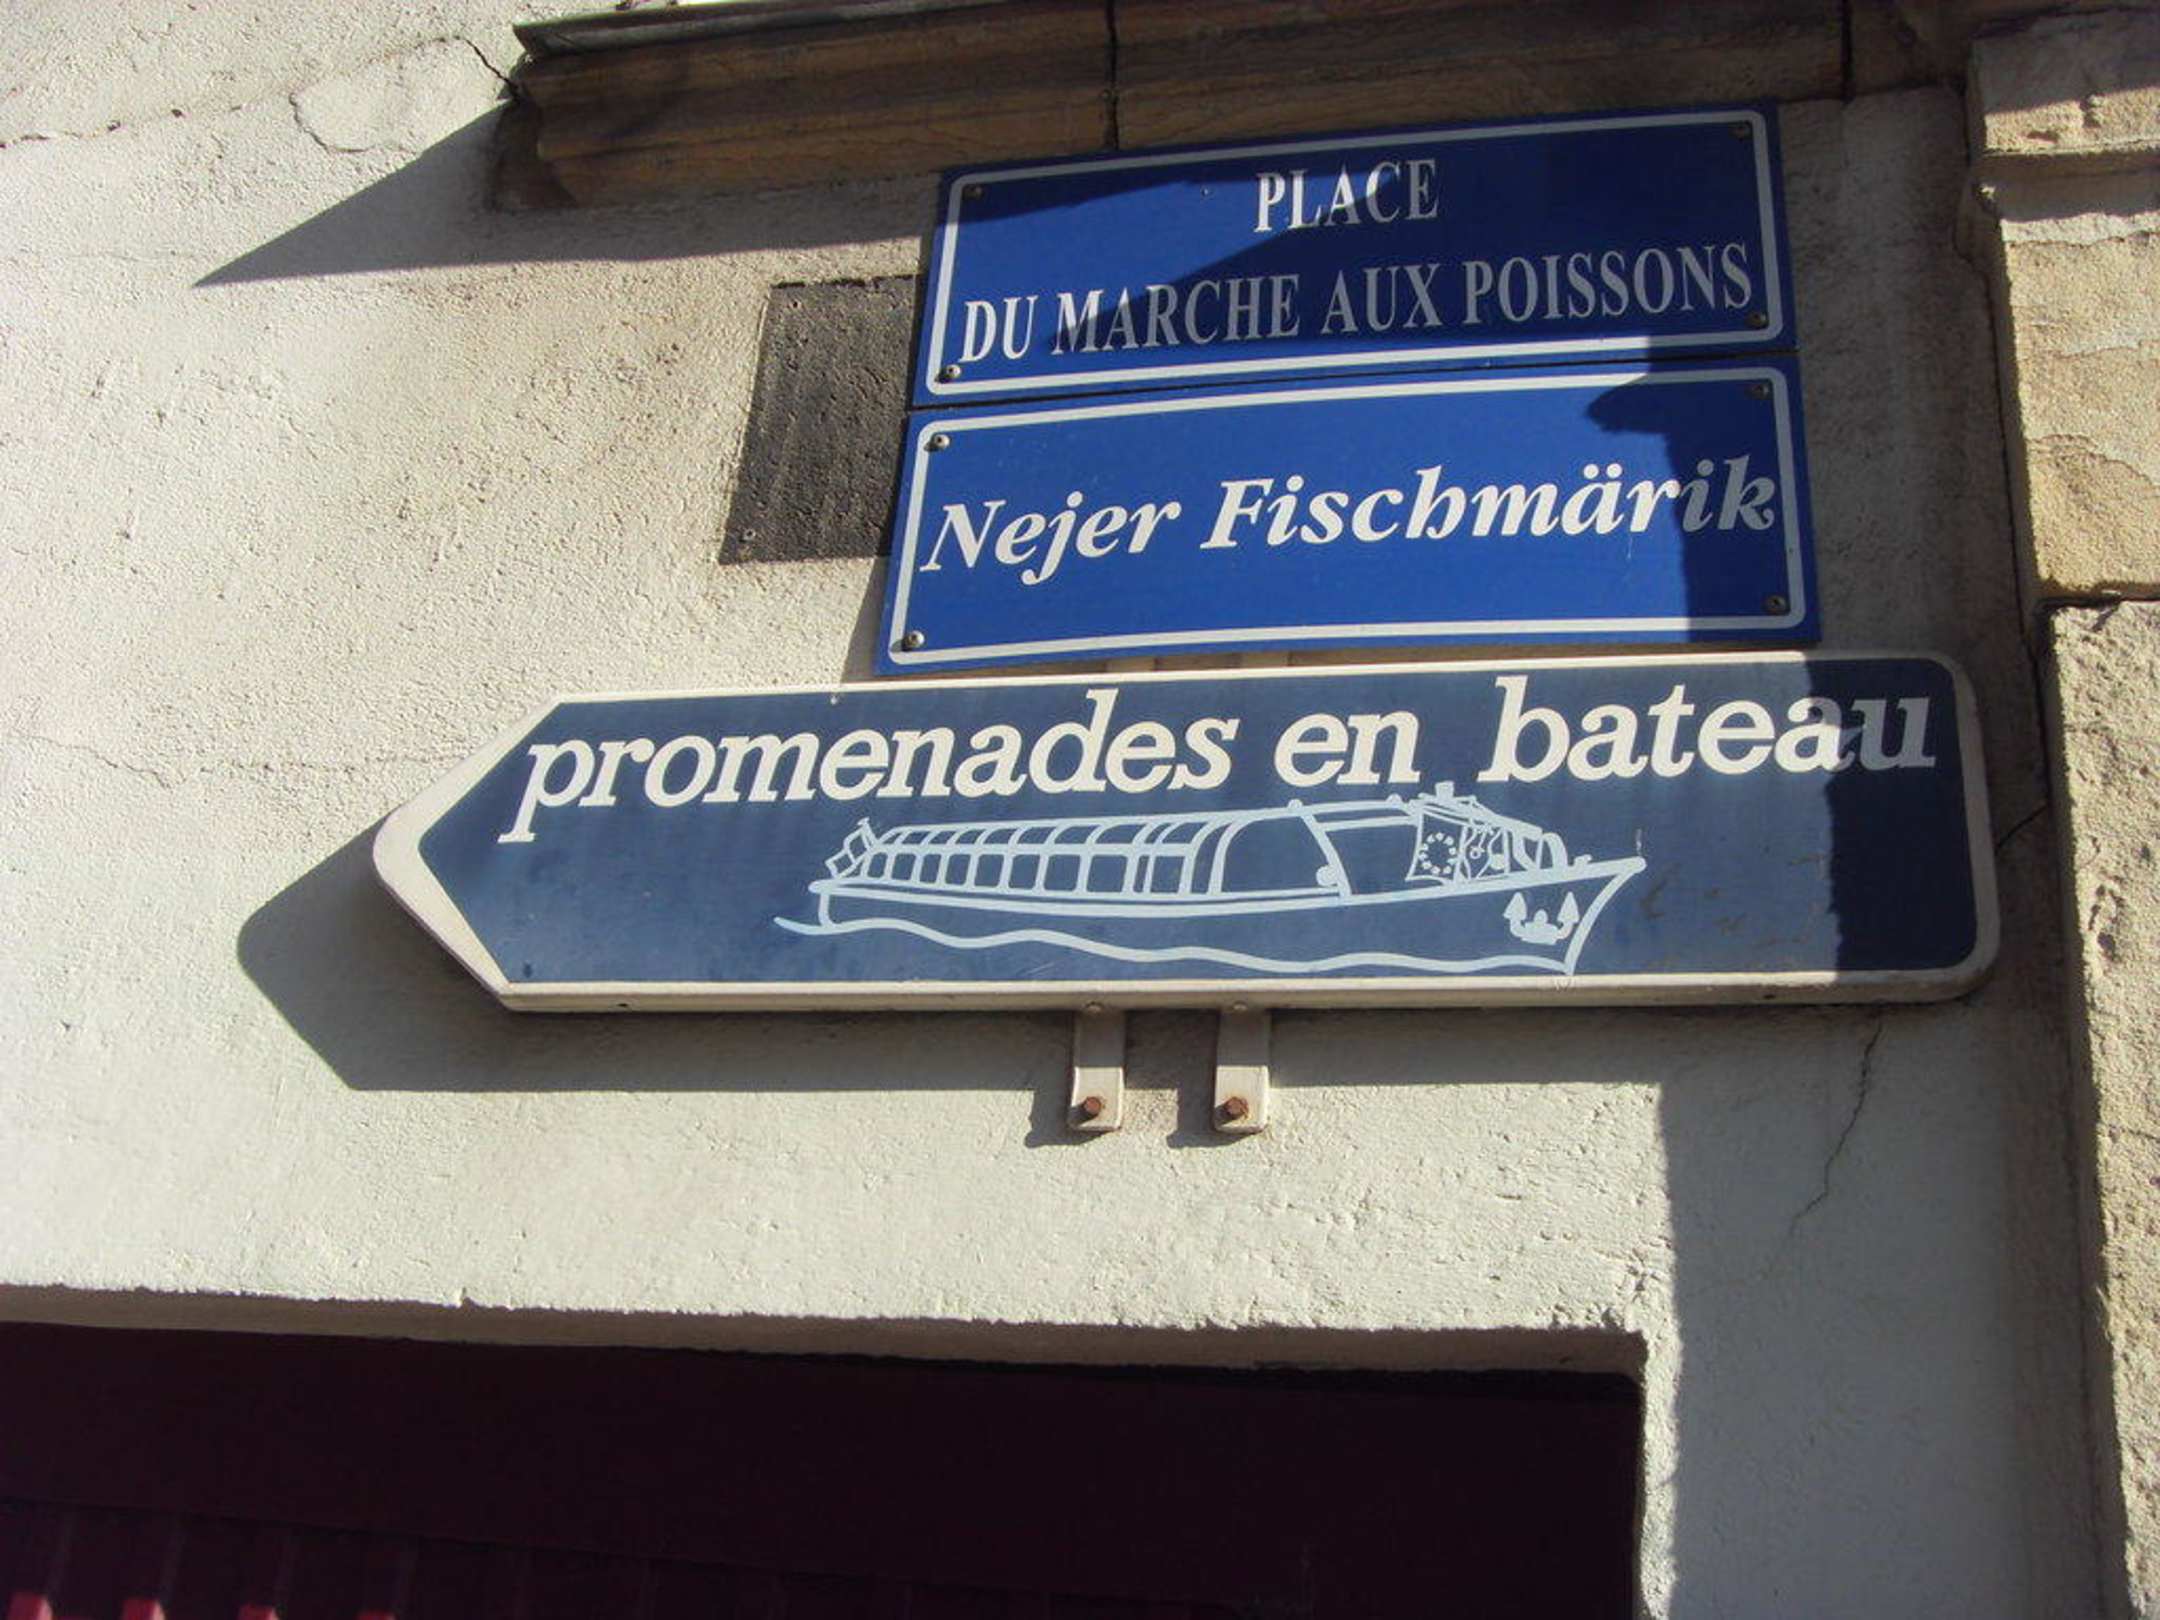 PLACE
DU MARCHE AUX POISSONS
Nejer Fischmärik
promenades en bateau